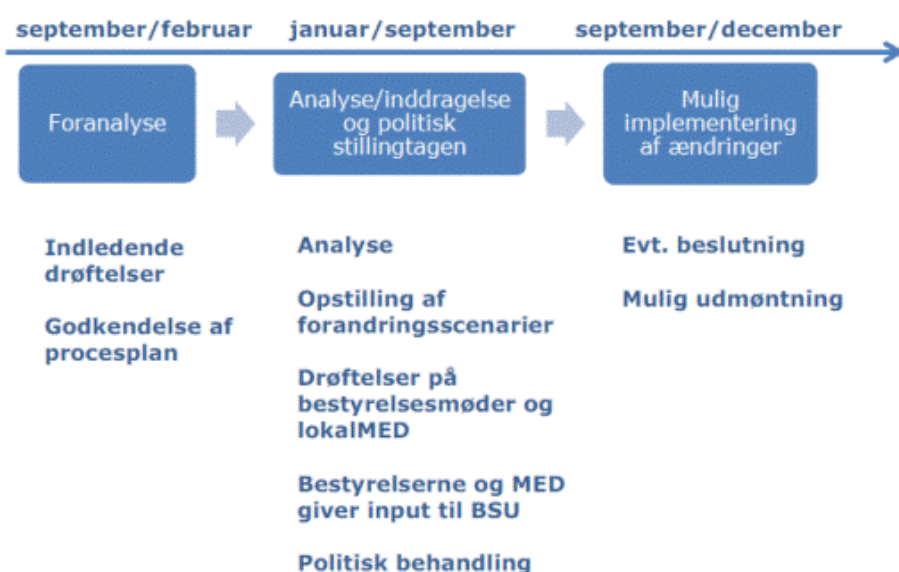 september/februar
januar/september
september/december
Foranalyse
Analyse/inddragelse
og politisk
stillingtagen
Mulig
implementering
af ændringer
Indledende
drøftelser
Godkendelse af
procesplan
Analyse
Opstilling af
forandringsscenarier
Drøftelser på
bestyrelsesmøder og
lokalMED
Bestyrelserne og MED
giver input til BSU
Politisk behandling
Evt. beslutning
Mulig udmøntning